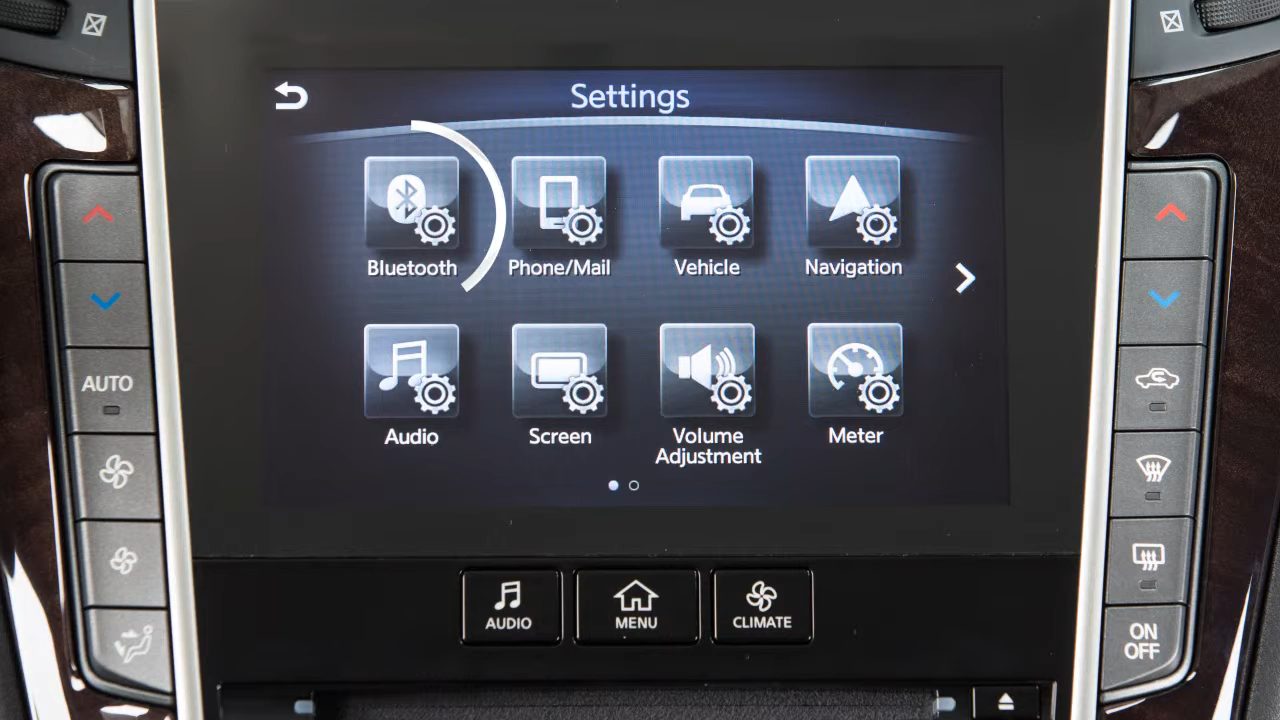 Settings
Bluetooth
Phone/Mail
Vehicle
Navigation
AUTO
Audio
Screen
Volume
Adjustment
Meter
AUDIO
MENU
CLIMATE
ON
OFF